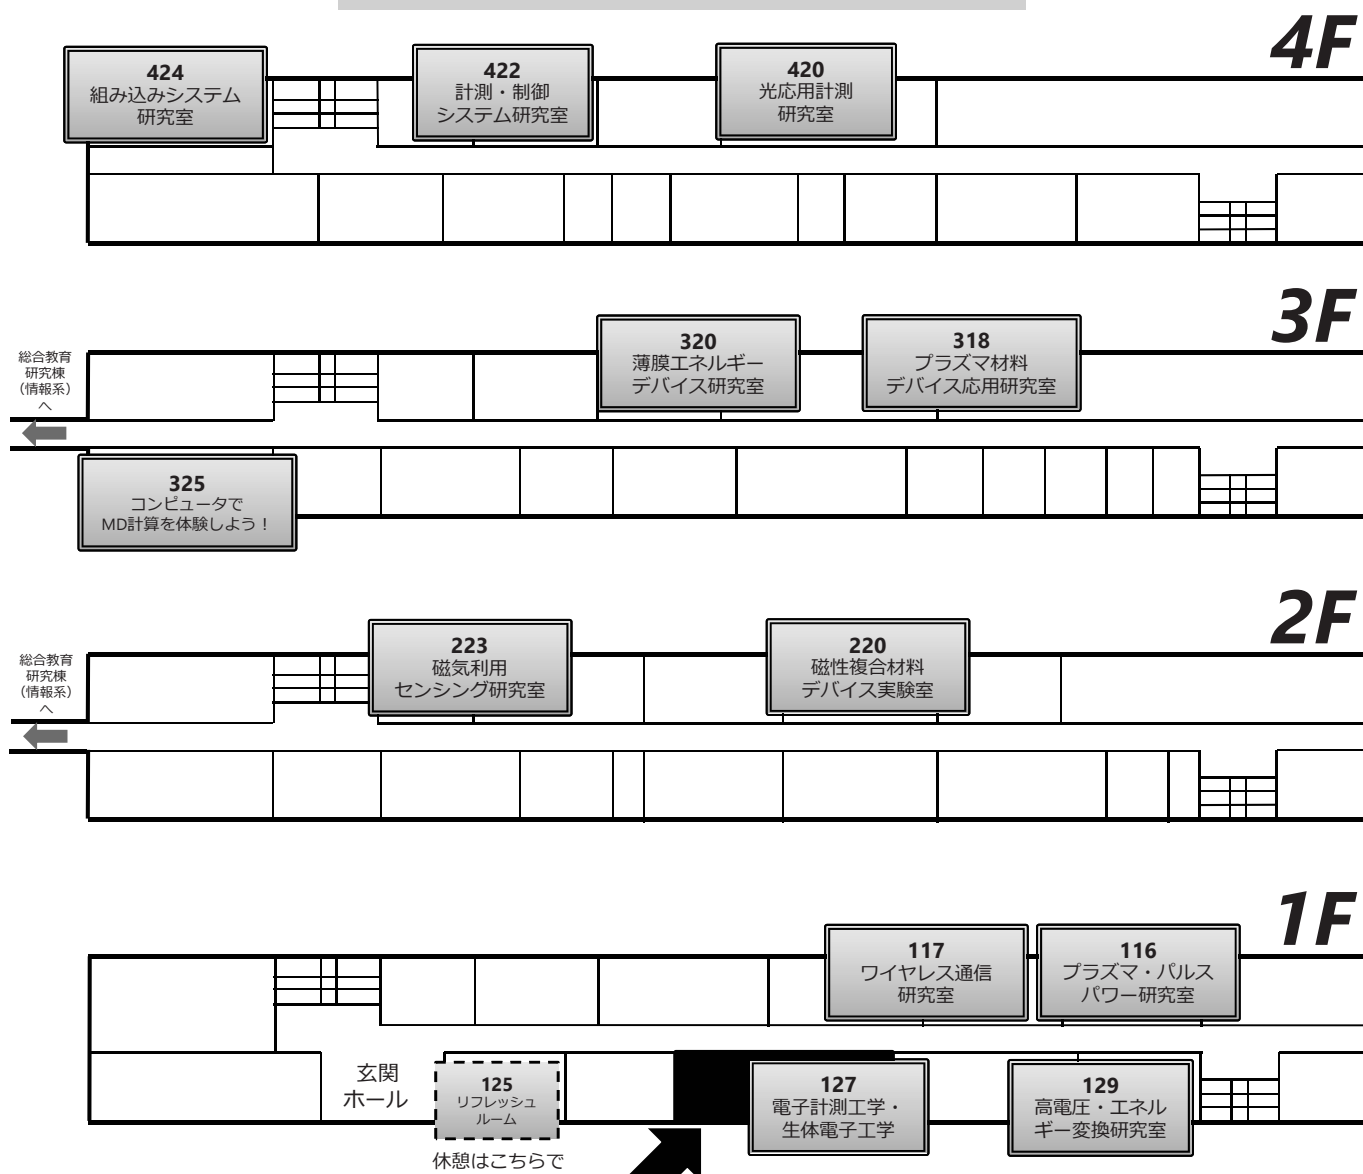 4F
424
組み込みシステム
研究室
422
計測・制御
システム研究室
420
光応用計測
研究室
3F
総合教育
研究棟
（情報系）
へ
320
薄膜エネルギー
デバイス研究室
318
プラズマ材料
デバイス応用研究室
325
コンピュータで
MD計算を体験しよう！
2F
総合教育
研究棟
（情報系）
へ
223
磁気利用
センシング研究室
220
磁性複合材料
デバイス実験室
1F
117
ワイヤレス通信
研究室
116
プラズマ・パルス
パワー研究室
玄関
ホール
125
リフレッシュ
ルーム
127
電子計測工学・
生体電子工学
129
高電圧・エネル
ギー変換研究室
休憩はこちらで